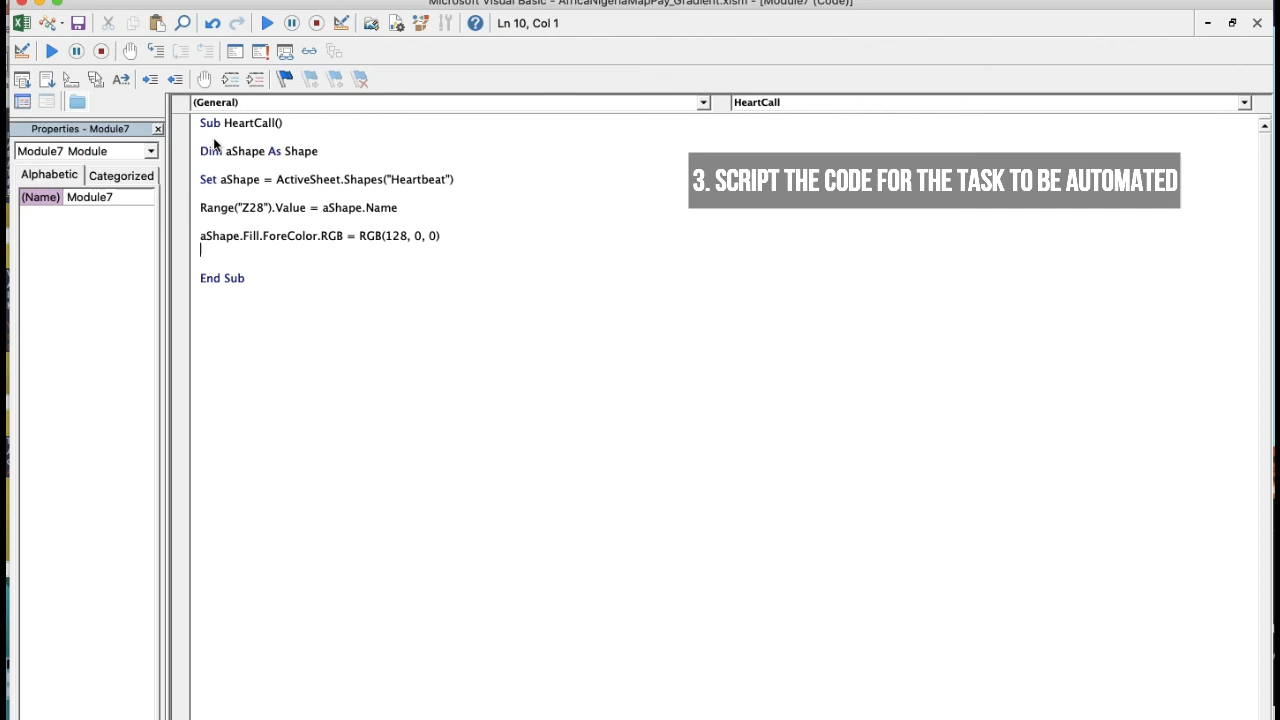 Microsoft Visual Basic - AfricaNigeriaMapPay_Gradient.xlsm - [Module7 (Code)]
Ln 10, Col 1
(General)
HeartCall
Properties - Module7
Module7 Module
Alphabetic
Categorized
(Name)
Module7
Sub HeartCall()
Dim aShape As Shape
Set aShape = ActiveSheet.Shapes("Heartbeat")
Range("Z28").Value = aShape.Name
aShape.Fill.ForeColor.RGB = RGB(128, 0, 0)
End Sub
3. SCRIPT THE CODE FOR THE TASK TO BE AUTOMATED